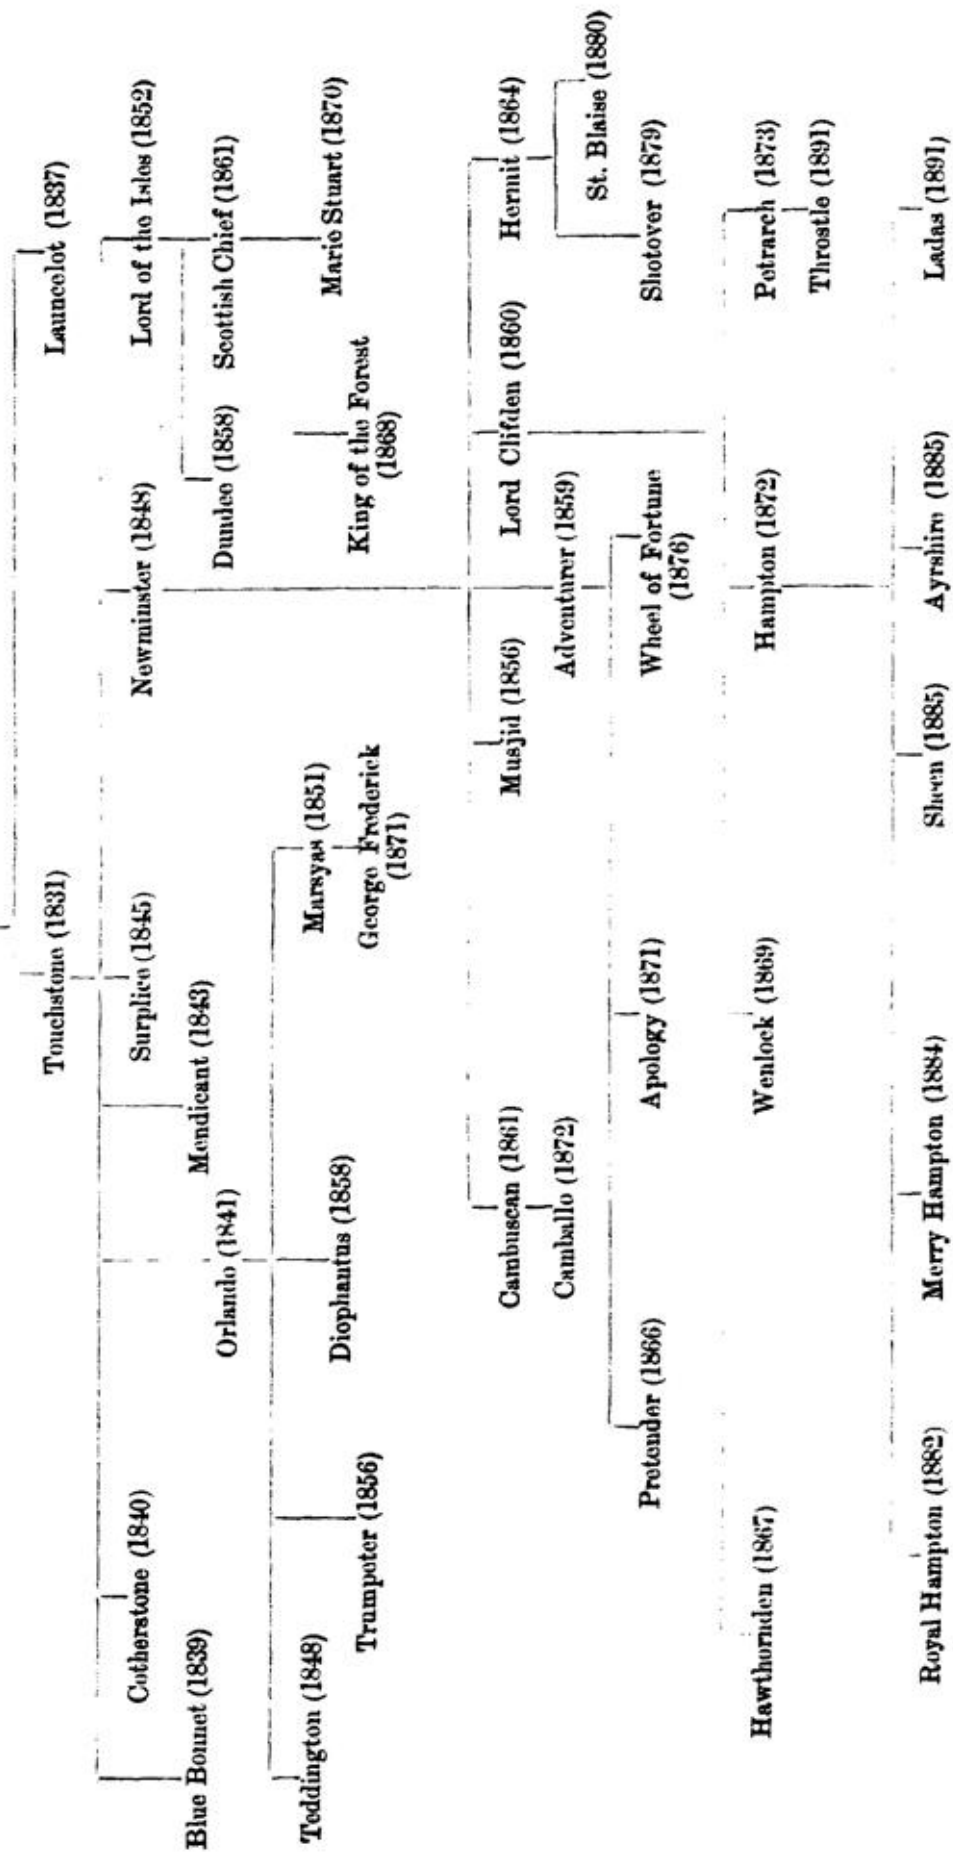 Touchstone (1831)
Launcelot (1837)
Cotherstone (1840)
Surplice (1845)
Newminster (1848)
Lord of the Isles (1852)
Blue Bonnet (1839)
Mendicant (1843)
Orlando (1841)
Dundee (1858)
Scottish Chief (1861)
Teddington (1848)
Marsyas (1851)
Marie Stuart (1870)
Trumpeter (1856)
Diophantus (1858)
George Frederick
(1871)
King of the Forest
(1868)
Cambuscan (1861)
Musjid (1856)
Lord Clifden (1860)
Hermit (1864)
Camballo (1872)
Adventurer (1859)
St. Blaise (1880)
Pretender (1866)
Apology (1871)
Wheel of Fortune
(1876)
Shotover (1879)
Hawthornden (1867)
Wenlock (1869)
Hampton (1872)
Petrarch (1873)
Throstle (1891)
Royal Hampton (1882)
Merry Hampton (1884)
Sheen (1885)
Ayrshire (1885)
Ladas (1891)